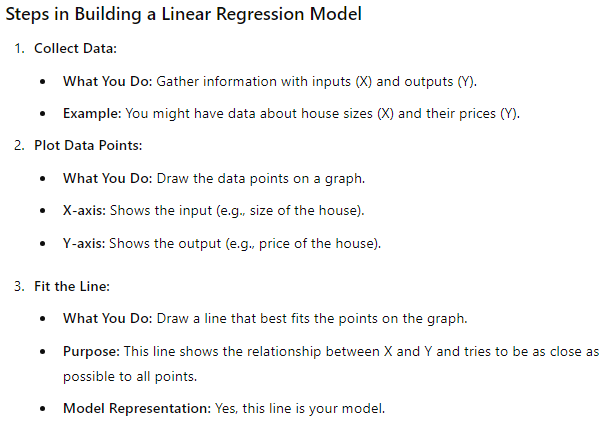 Steps in Building a Linear Regression Model
1. Collect Data:
• What You Do: Gather information with inputs (X) and outputs (Y).
• Example: You might have data about house sizes (X) and their prices (Y).
2. Plot Data Points:
• What You Do: Draw the data points on a graph.
• X-axis: Shows the input (e.g., size of the house).
• Y-axis: Shows the output (e.g., price of the house).
3. Fit the Line:
• What You Do: Draw a line that best fits the points on the graph.
• Purpose: This line shows the relationship between X and Y and tries to be as close as
possible to all points.
• Model Representation: Yes, this line is your model.